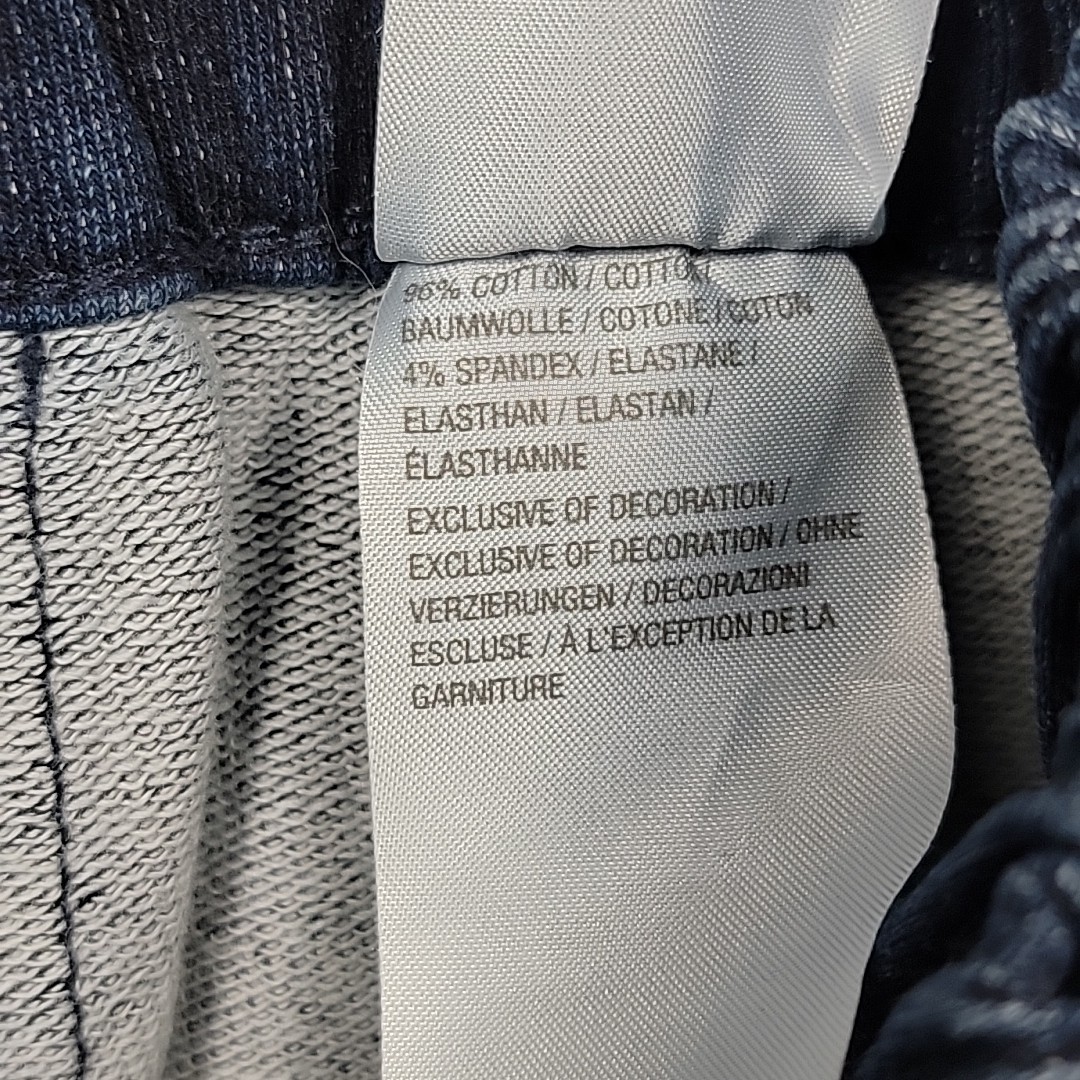 96% COTTON / COTTON
BAUMWOLLE / COTONE / COTON
4% SPANDEX / ELASTANE /
ELASTHAN / ELASTAN /
ÉLASTHANNE
EXCLUSIVE OF DECORATION /
EXCLUSIVE OF DECORATION / OHNE
VERZIERUNGEN / DECORAZIONI
ESCLUSE / À L'EXCEPTION DE LA
GARNITURE